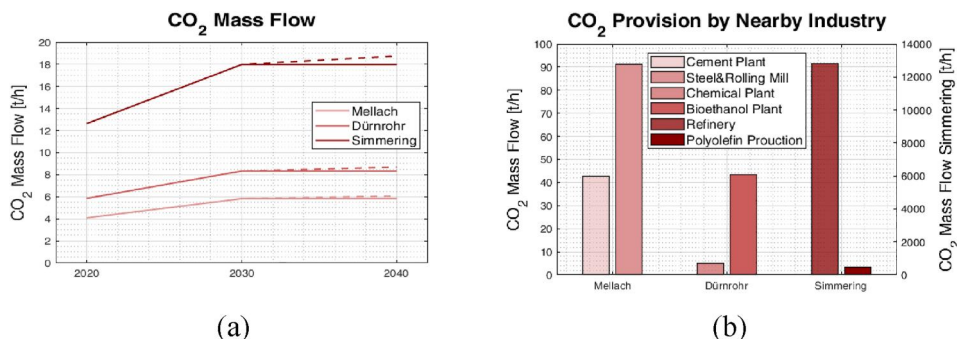 CO2 Mass Flow
CO2 Mass Flow [t/h]
20
18
16
14
12
10
8
6
4
2
0
2020 2030 2040
Mellach
Dürnrohr
Simmering
(a)
CO2 Provision by Nearby Industry
CO2 Mass Flow [t/h]
100
90
80
70
60
50
40
30
20
10
0
Cement Plant
Steel&Rolling Mill
Chemical Plant
Bioethanol Plant
Refinery
Polyolefin Prouction
Mellach Dürnrohr Simmering
14000
12000
10000
8000
6000
4000
2000
0
CO2 Mass Flow Simmering [t/h]
(b)